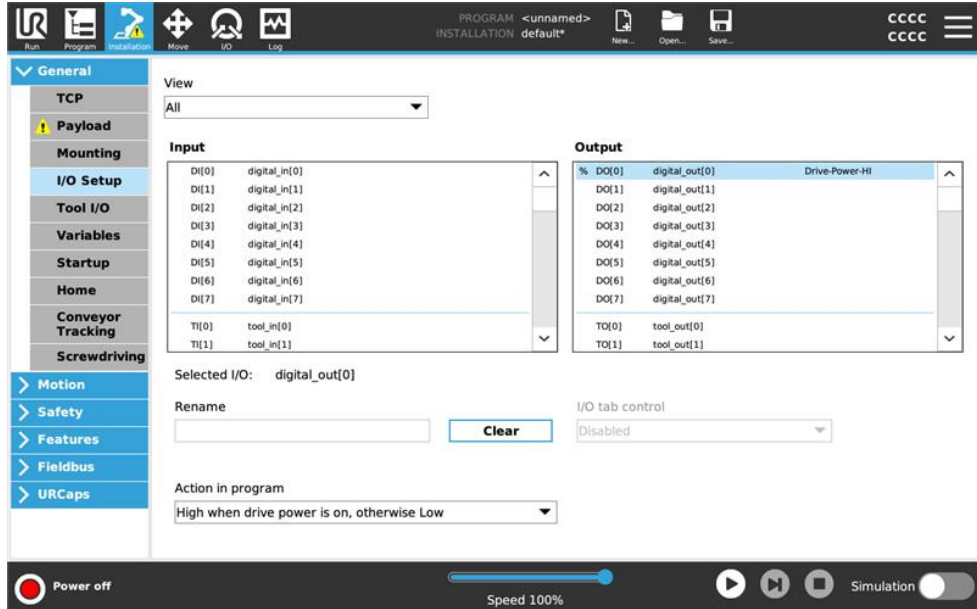 UR
PROGRAM <unnamed>
INSTALLATION default*
CCCC
CCCC
Run Program Installation Move I/O Log New... Open... Save...
General
TCP
Payload
Mounting
I/O Setup
Tool I/O
Variables
Startup
Home
Conveyor
Tracking
Screwdriving
Motion
Safety
Features
Fieldbus
URCaps
View
All
Input
DI[0] digital_in[0]
DI[1] digital_in[1]
DI[2] digital_in[2]
DI[3] digital_in[3]
DI[4] digital_in[4]
DI[5] digital_in[5]
DI[6] digital_in[6]
DI[7] digital_in[7]
TI[0] tool_in[0]
TI[1] tool_in[1]
Output
% DO[0] digital_out[0] Drive-Power-HI
DO[1] digital_out[1]
DO[2] digital_out[2]
DO[3] digital_out[3]
DO[4] digital_out[4]
DO[5] digital_out[5]
DO[6] digital_out[6]
DO[7] digital_out[7]
TO[0] tool_out[0]
TO[1] tool_out[1]
Selected I/O: digital_out[0]
Rename
Clear
I/O tab control
Disabled
Action in program
High when drive power is on, otherwise Low
Power off
Speed 100%
Simulation